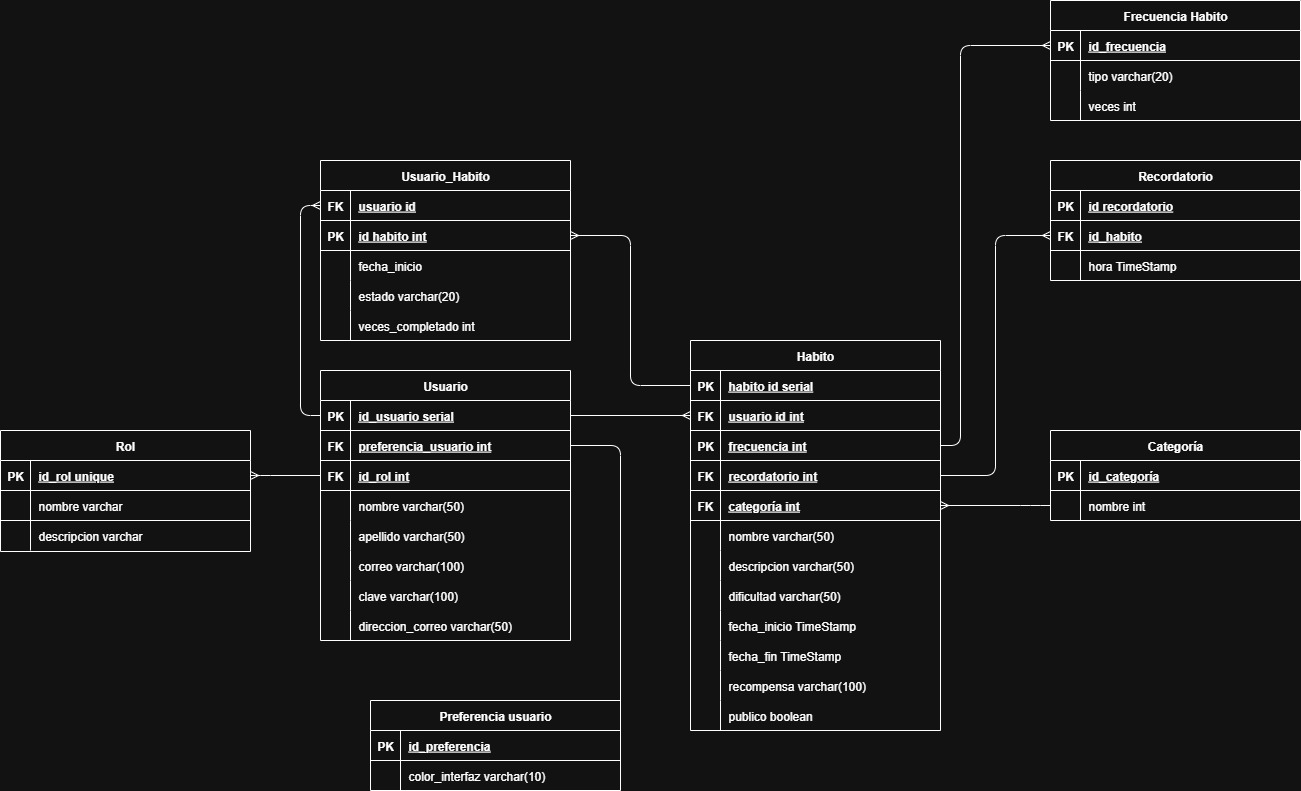 Frecuencia Habito
PK id_frecuencia
tipo varchar(20)
veces int
Usuario_Habito
FK usuario id
PK id habito int
fecha_inicio
estado varchar(20)
veces_completado int
Recordatorio
PK id recordatorio
FK id_habito
hora TimeStamp
Habito
PK habito id serial
FK usuario id int
PK frecuencia int
FK recordatorio int
FK categoría int
nombre varchar(50)
descripcion varchar(50)
dificultad varchar(50)
fecha_inicio TimeStamp
fecha_fin TimeStamp
recompensa varchar(100)
publico boolean
Usuario
PK id_usuario serial
FK preferencia_usuario int
FK id_rol int
nombre varchar(50)
apellido varchar(50)
correo varchar(100)
clave varchar(100)
direccion_correo varchar(50)
Rol
PK id_rol unique
nombre varchar
descripcion varchar
Categoría
PK id_categoría
nombre int
Preferencia usuario
PK id_preferencia
color_interfaz varchar(10)